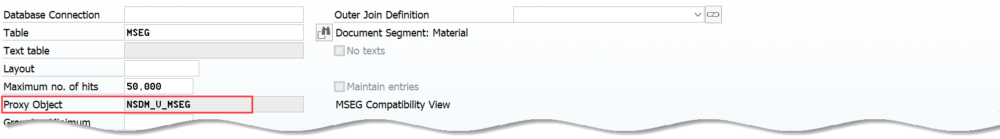 Database Connection Outer Join Definition
Table MSEG Document Segment: Material
Text table No texts
Layout
Maximum no. of hits 50,000 Maintain entries
Proxy Object NSDM_V_MSEG MSEG Compatibility View